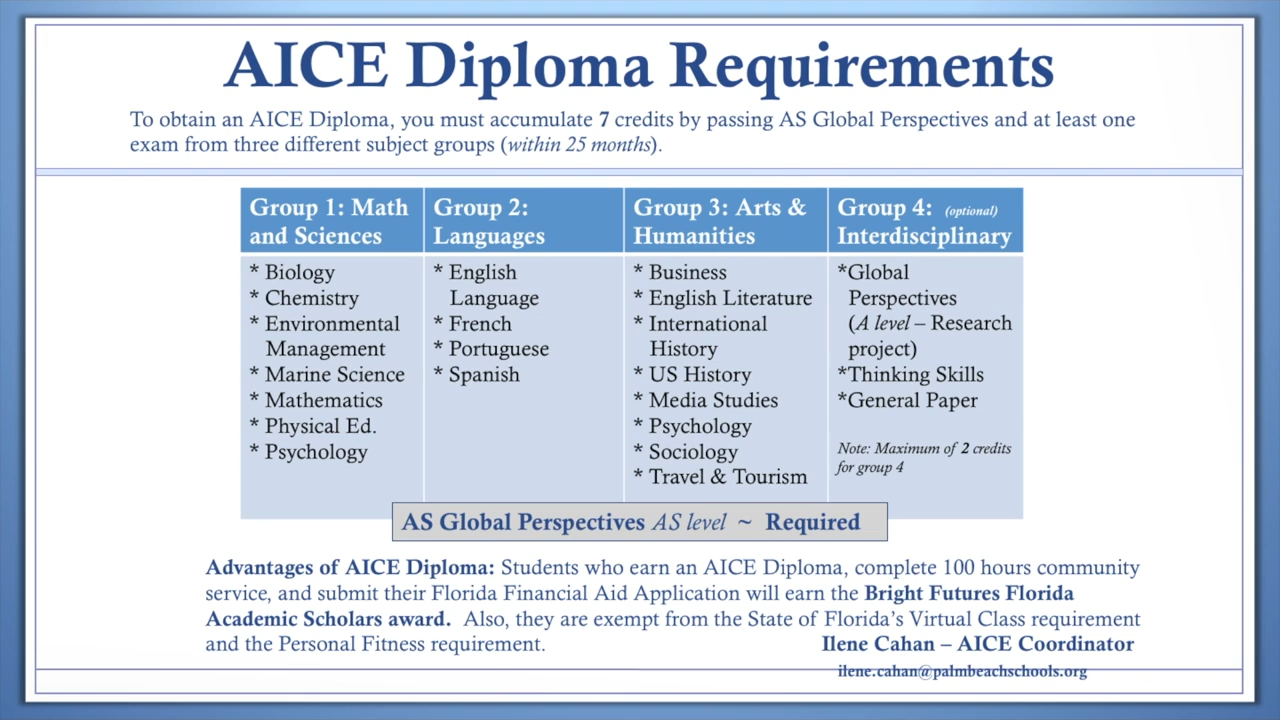 AICE Diploma Requirements
To obtain an AICE Diploma, you must accumulate 7 credits by passing AS Global Perspectives and at least one
exam from three different subject groups (within 25 months).
Group 1: Math
and Sciences
* Biology
* Chemistry
* Environmental
Management
* Marine Science
* Mathematics
* Physical Ed.
* Psychology
Group 2:
Languages
* English
Language
* French
* Portuguese
* Spanish
Group 3: Arts &
Humanities
* Business
* English Literature
* International
History
* US History
* Media Studies
* Psychology
* Sociology
* Travel & Tourism
Group 4: (optional)
Interdisciplinary
*Global
Perspectives
(A level – Research
project)
*Thinking Skills
*General Paper
Note: Maximum of 2 credits
for group 4
AS Global Perspectives AS level ~ Required
Advantages of AICE Diploma: Students who earn an AICE Diploma, complete 100 hours community
service, and submit their Florida Financial Aid Application will earn the Bright Futures Florida
Academic Scholars award. Also, they are exempt from the State of Florida's Virtual Class requirement
and the Personal Fitness requirement. Ilene Cahan – AICE Coordinator
ilene.cahan@palmbeachschools.org